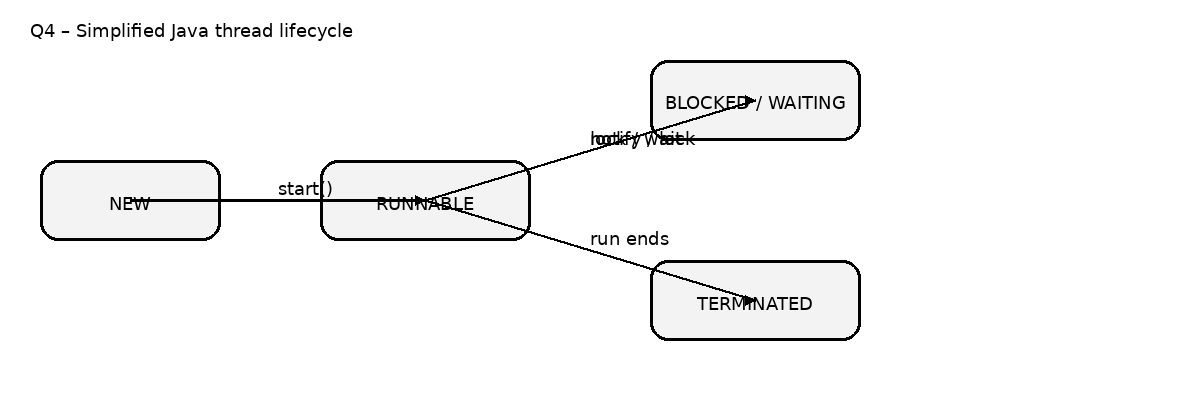 Q4 – Simplified Java thread lifecycle
BLOCKED / WAITING
start()
NEW
RUNNABLE
run ends
TERMINATED